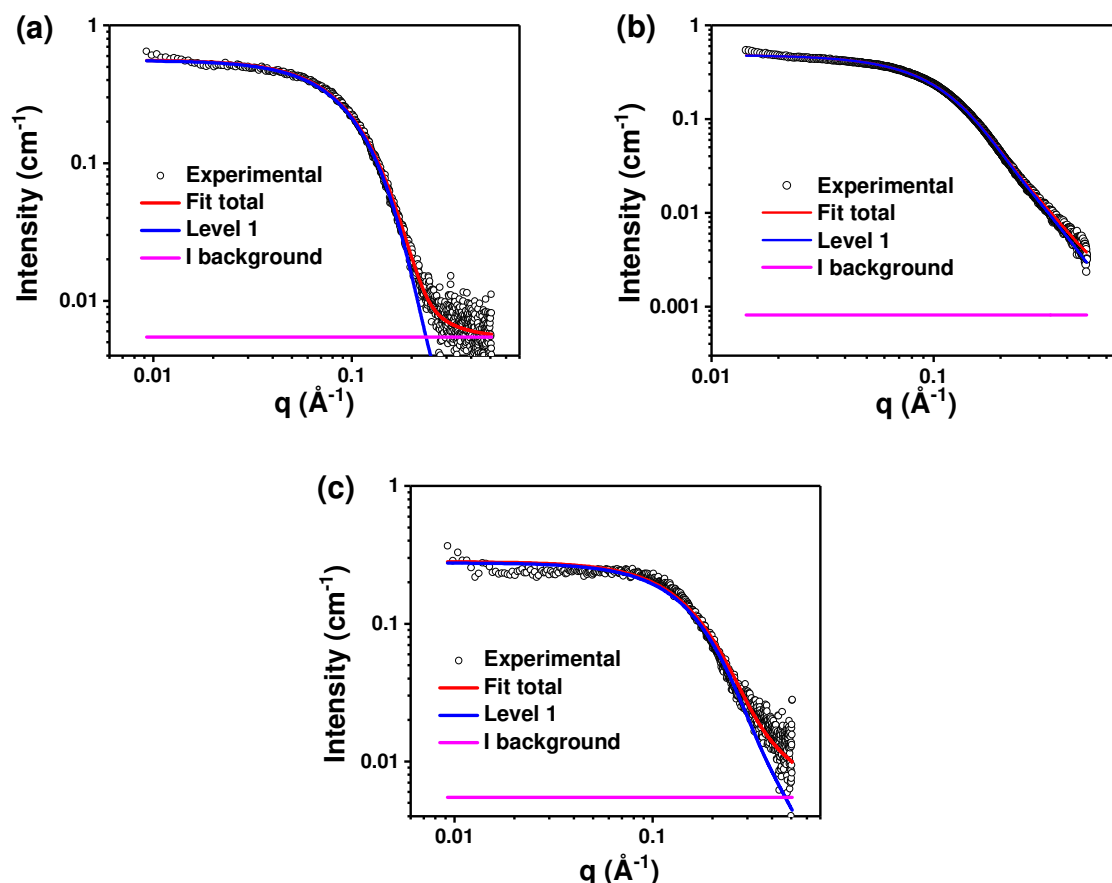 (a)
1
0.1
0.01
Intensity (cm⁻¹)
Experimental
Fit total
Level 1
I background
0.01
0.1
q (Å⁻¹)
(b)
1
0.1
0.01
0.001
Intensity (cm⁻¹)
Experimental
Fit total
Level 1
I background
0.01
0.1
q (Å⁻¹)
(c)
1
0.1
0.01
Intensity (cm⁻¹)
Experimental
Fit total
Level 1
I background
0.01
0.1
q (Å⁻¹)